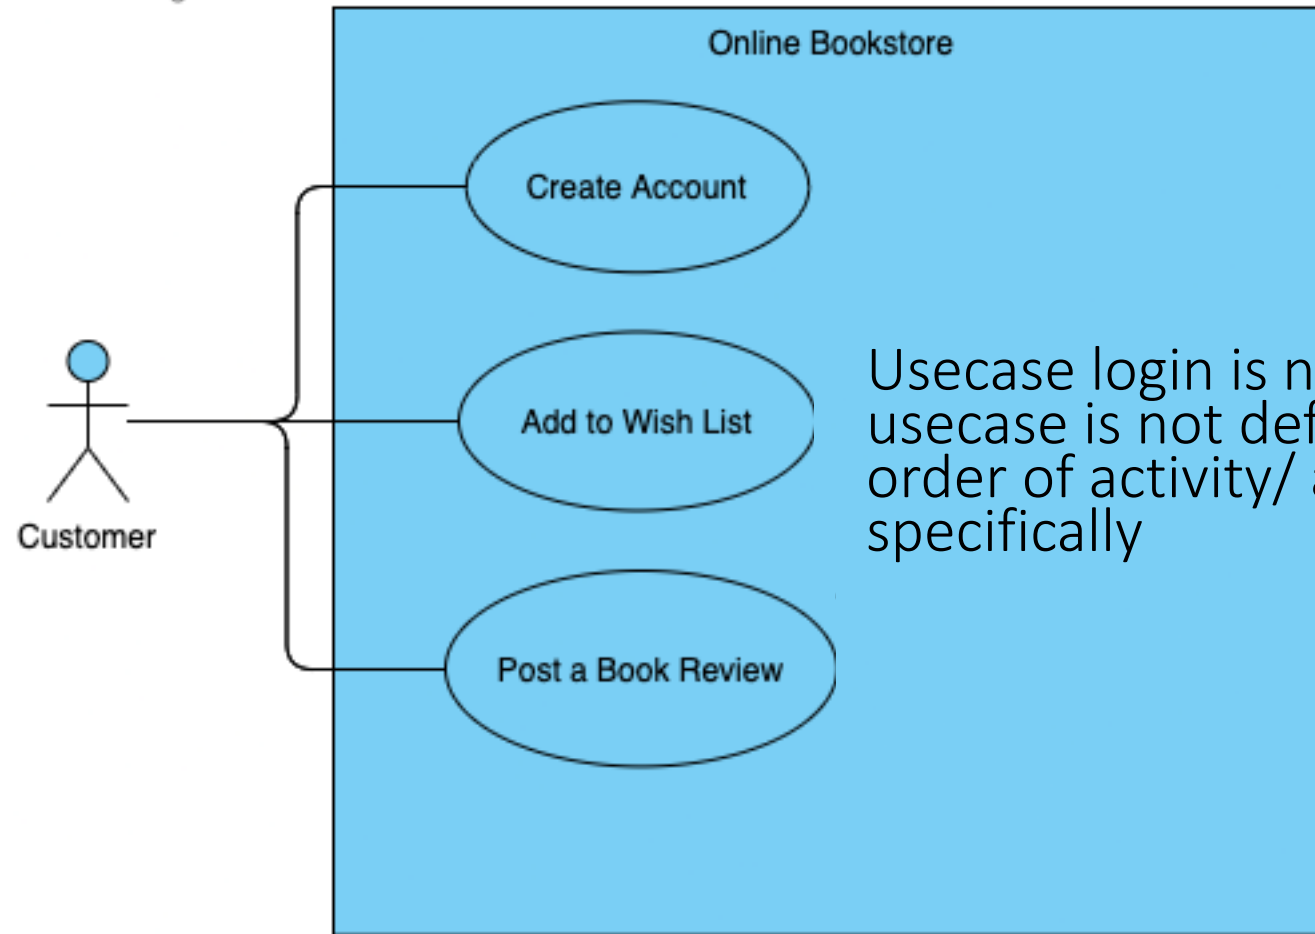 Online Bookstore
Create Account
Add to Wish List
Usecase login is
usecase is not
order of activity/
specifically
Customer
Post a Book Review